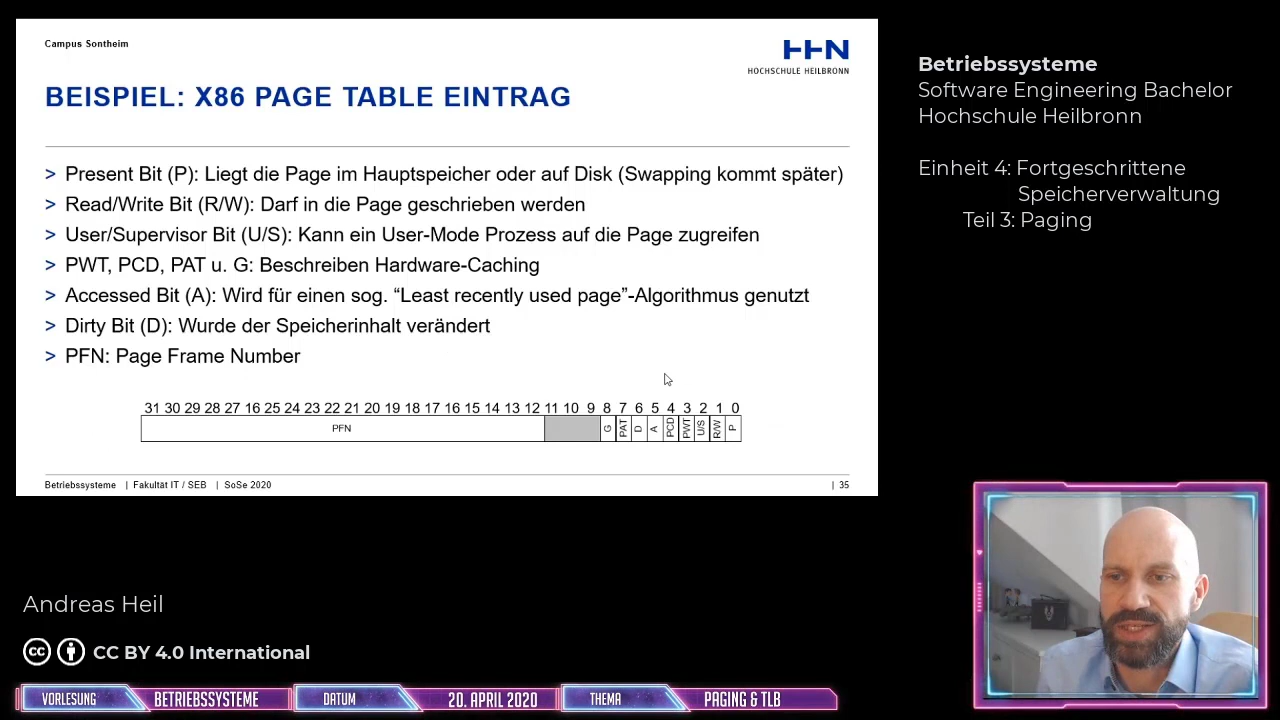 Campus Sontheim
HHN
HOCHSCHULE HEILBRONN
BEISPIEL: X86 PAGE TABLE EINTRAG
> Present Bit (P): Liegt die Page im Hauptspeicher oder auf Disk (Swapping kommt später)
> Read/Write Bit (R/W): Darf in die Page geschrieben werden
> User/Supervisor Bit (U/S): Kann ein User-Mode Prozess auf die Page zugreifen
> PWT, PCD, PAT u. G: Beschreiben Hardware-Caching
> Accessed Bit (A): Wird für einen sog. “Least recently used page”-Algorithmus genutzt
> Dirty Bit (D): Wurde der Speicherinhalt verändert
> PFN: Page Frame Number
31 30 29 28 27 16 25 24 23 22 21 20 19 18 17 16 15 14 13 12 11 10 9 8 7 6 5 4 3 2 1 0
PFN G PAT D A PCD PWT U/S R/W P
Betriebssysteme | Fakultät IT / SEB | SoSe 2020 | 35
Betriebssysteme
Software Engineering Bachelor
Hochschule Heilbronn
Einheit 4: Fortgeschrittene
Speicherverwaltung
Teil 3: Paging
Andreas Heil
cc CC BY 4.0 International
VORLESUNG BETRIEBSSYSTEME DATUM 20. APRIL 2020 THEMA PAGING & TLB